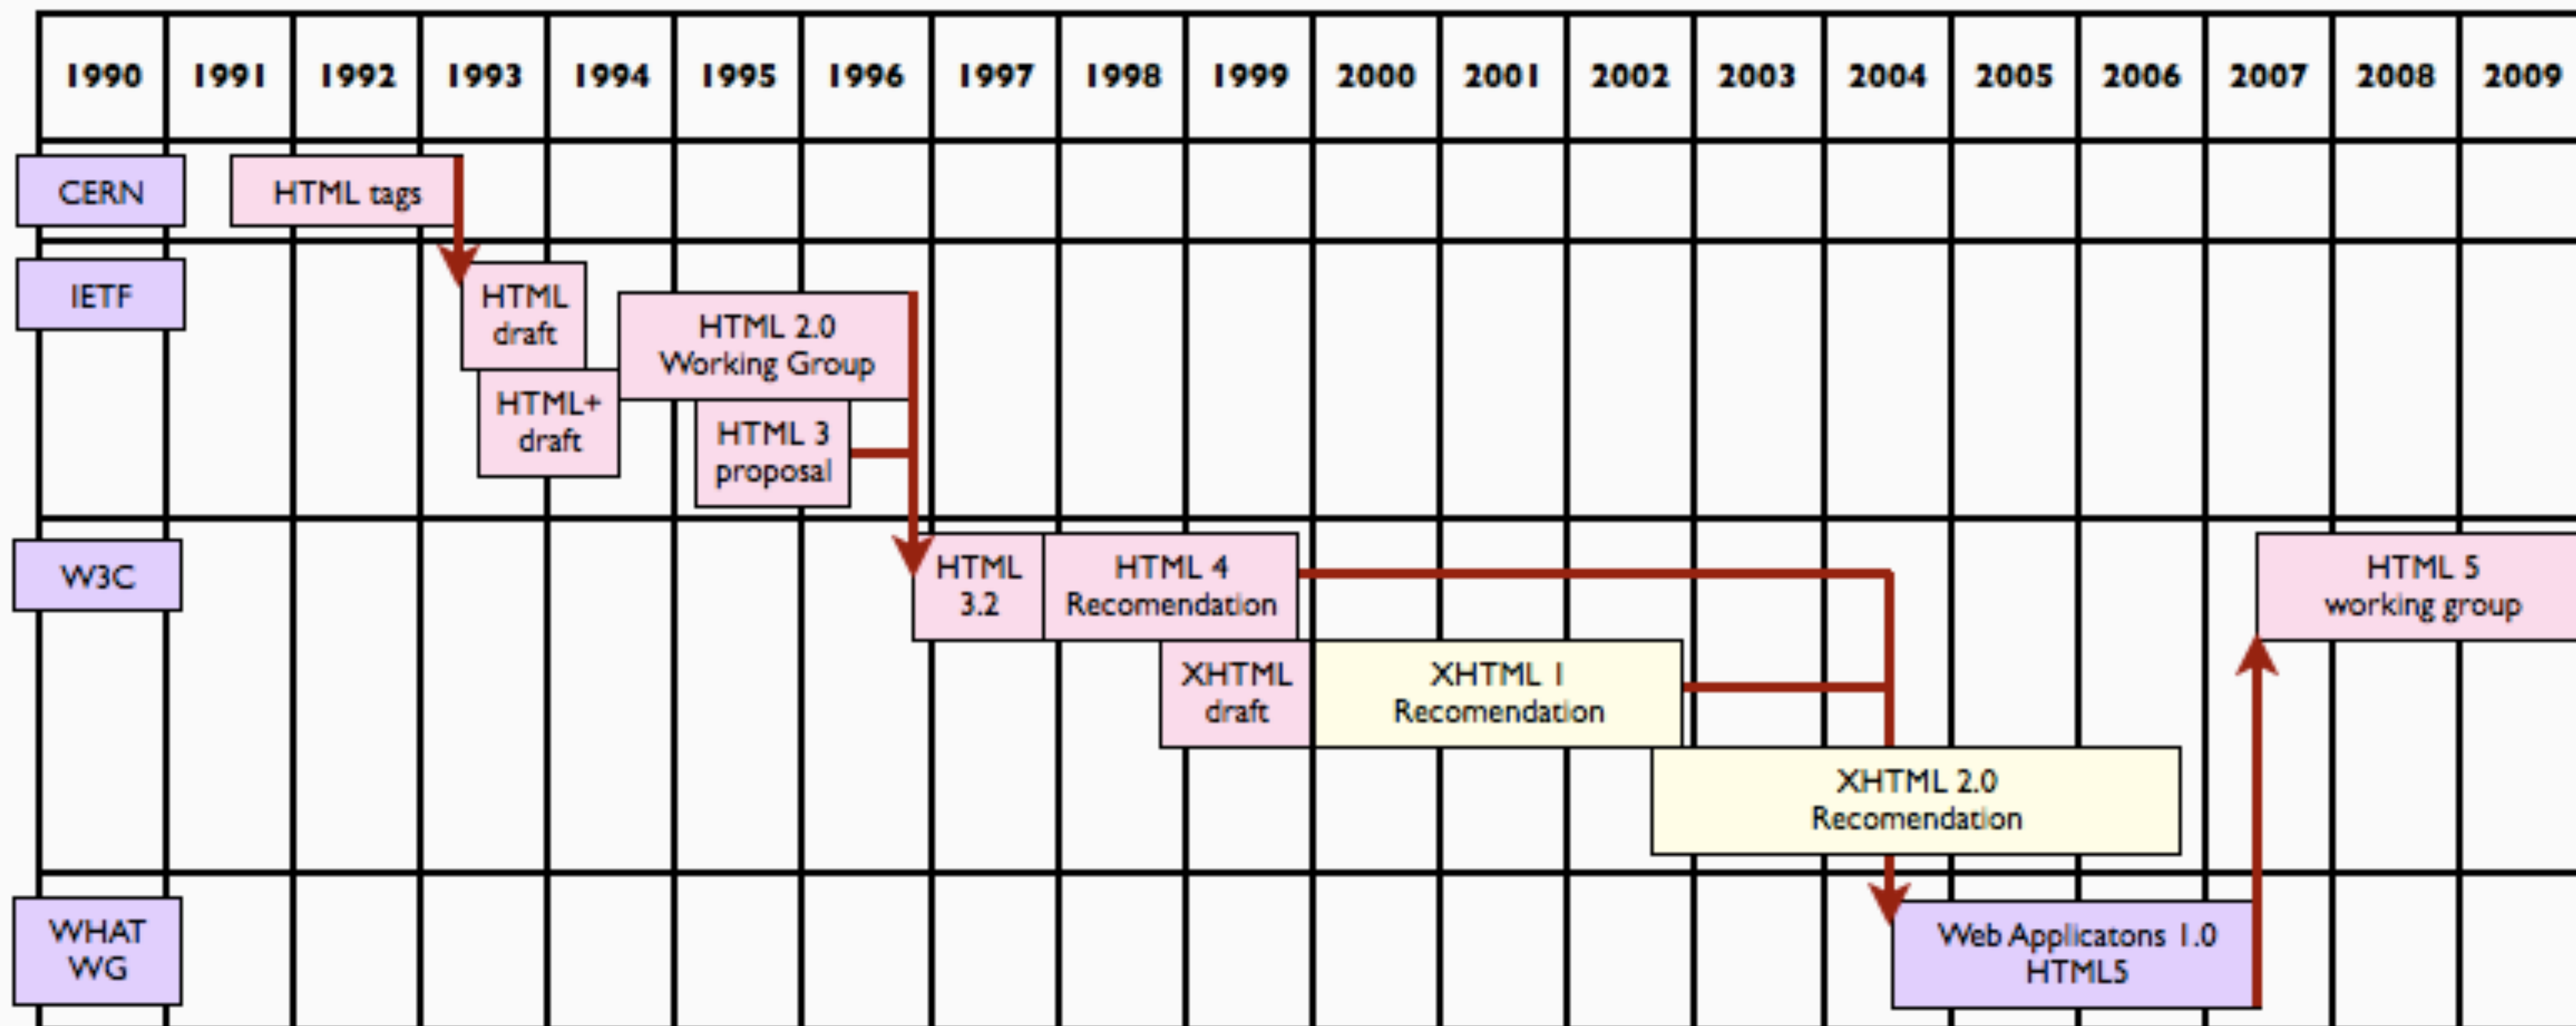 1990 1991 1992 1993 1994 1995 1996 1997 1998 1999 2000 2001 2002 2003 2004 2005 2006 2007 2008 2009
CERN
HTML tags
IETF
HTML
draft
HTML 2.0
Working Group
HTML+
draft
HTML 3
proposal
W3C
HTML
3.2
HTML 4
Recomendation
HTML 5
working group
XHTML
draft
XHTML 1
Recomendation
XHTML 2.0
Recomendation
WHAT
WG
Web Applicatons 1.0
HTML5